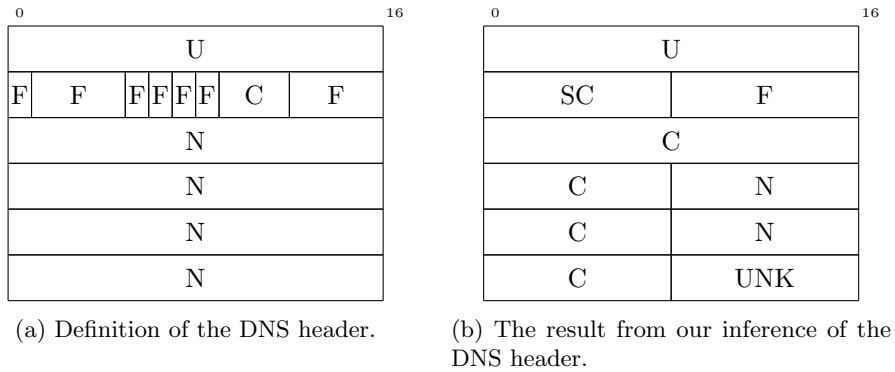 0 16
U
F F F F F F C F
N
N
N
N
(a) Definition of the DNS header.
0 16
U
SC F
C
C N
C N
C UNK
(b) The result from our inference of the
DNS header.